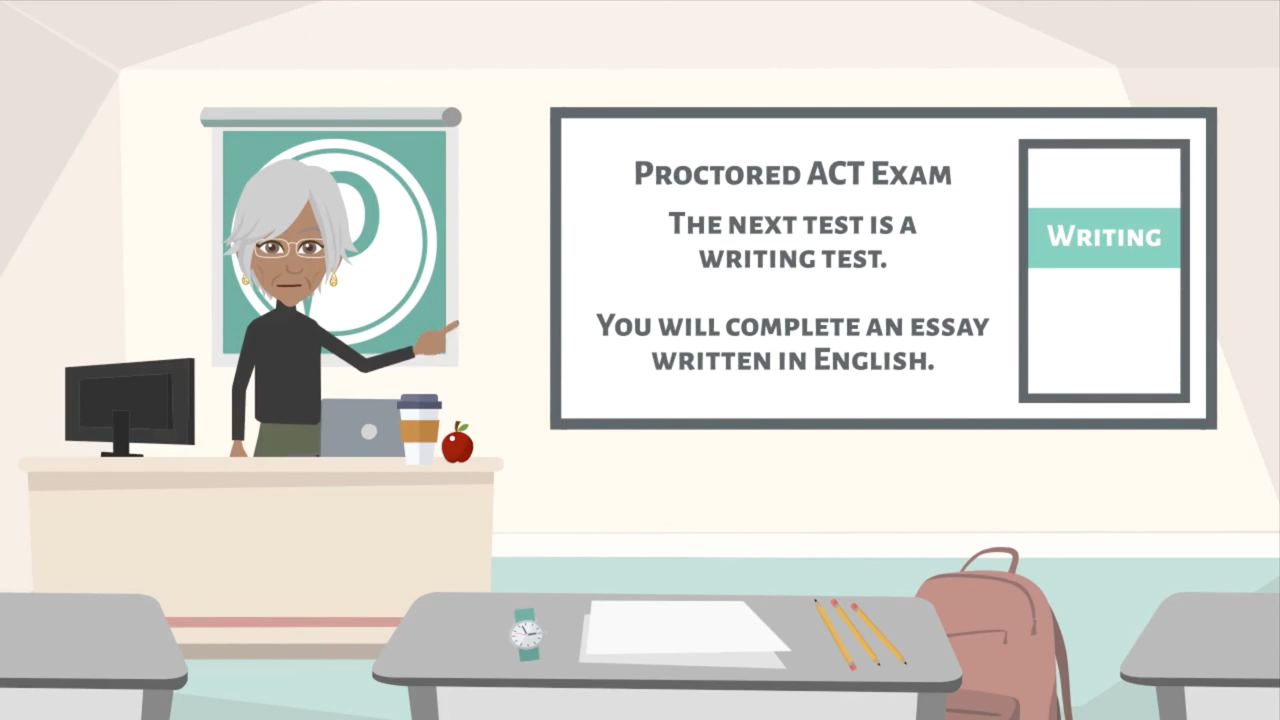 Proctored ACT Exam
The next test is a
writing test.
You will complete an essay
written in English.
Writing